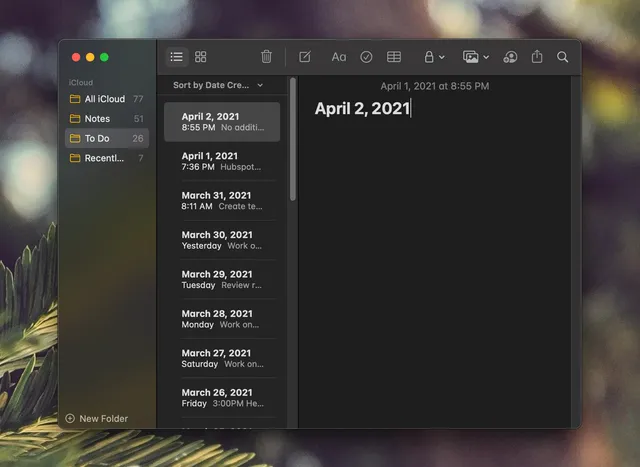 iCloud
All iCloud 77
Notes 51
To Do 26
Recentl... 7
New Folder
Sort by Date Cre...
April 2, 2021
8:55 PM No additi...
April 1, 2021
7:36 PM Hubspot...
March 31, 2021
8:11 AM Create te...
March 30, 2021
Yesterday Work o...
March 29, 2021
Tuesday Review r...
March 28, 2021
Monday Work on...
March 27, 2021
Saturday Work on...
March 26, 2021
Friday 3:00PM He...
Aa
April 1, 2021 at 8:55 PM
April 2, 2021